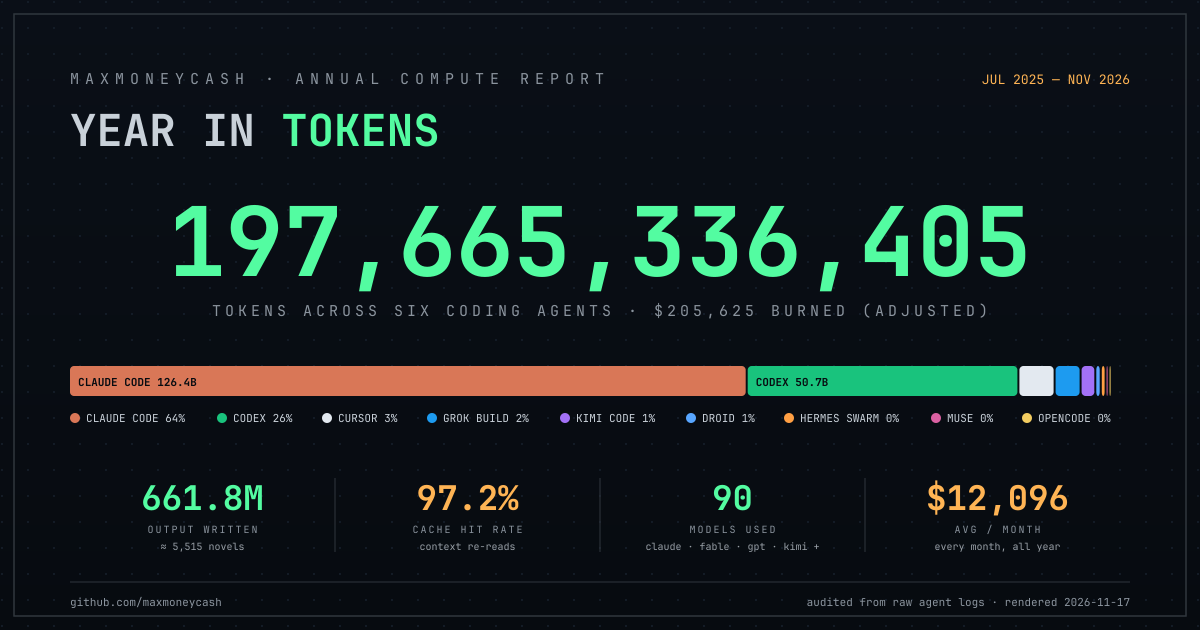 MAXMONEYCASH · ANNUAL COMPUTE REPORT
JUL 2025 — NOV 2026
YEAR IN TOKENS
197,665,336,405
TOKENS ACROSS SIX CODING AGENTS · $205,625 BURNED (ADJUSTED)
CLAUDE CODE 126.4B CODEX 50.7B
CLAUDE CODE 64% CODEX 26% CURSOR 3% GROK BUILD 2% KIMI CODE 1% DROID 1% HERMES SWARM 0% MUSE 0% OPENCODE 0%
661.8M 97.2% 90 $12,096
OUTPUT WRITTEN CACHE HIT RATE MODELS USED AVG / MONTH
≈ 5,515 novels context re-reads claude · fable · gpt · kimi + every month, all year
github.com/maxmoneycash audited from raw agent logs · rendered 2026-11-17